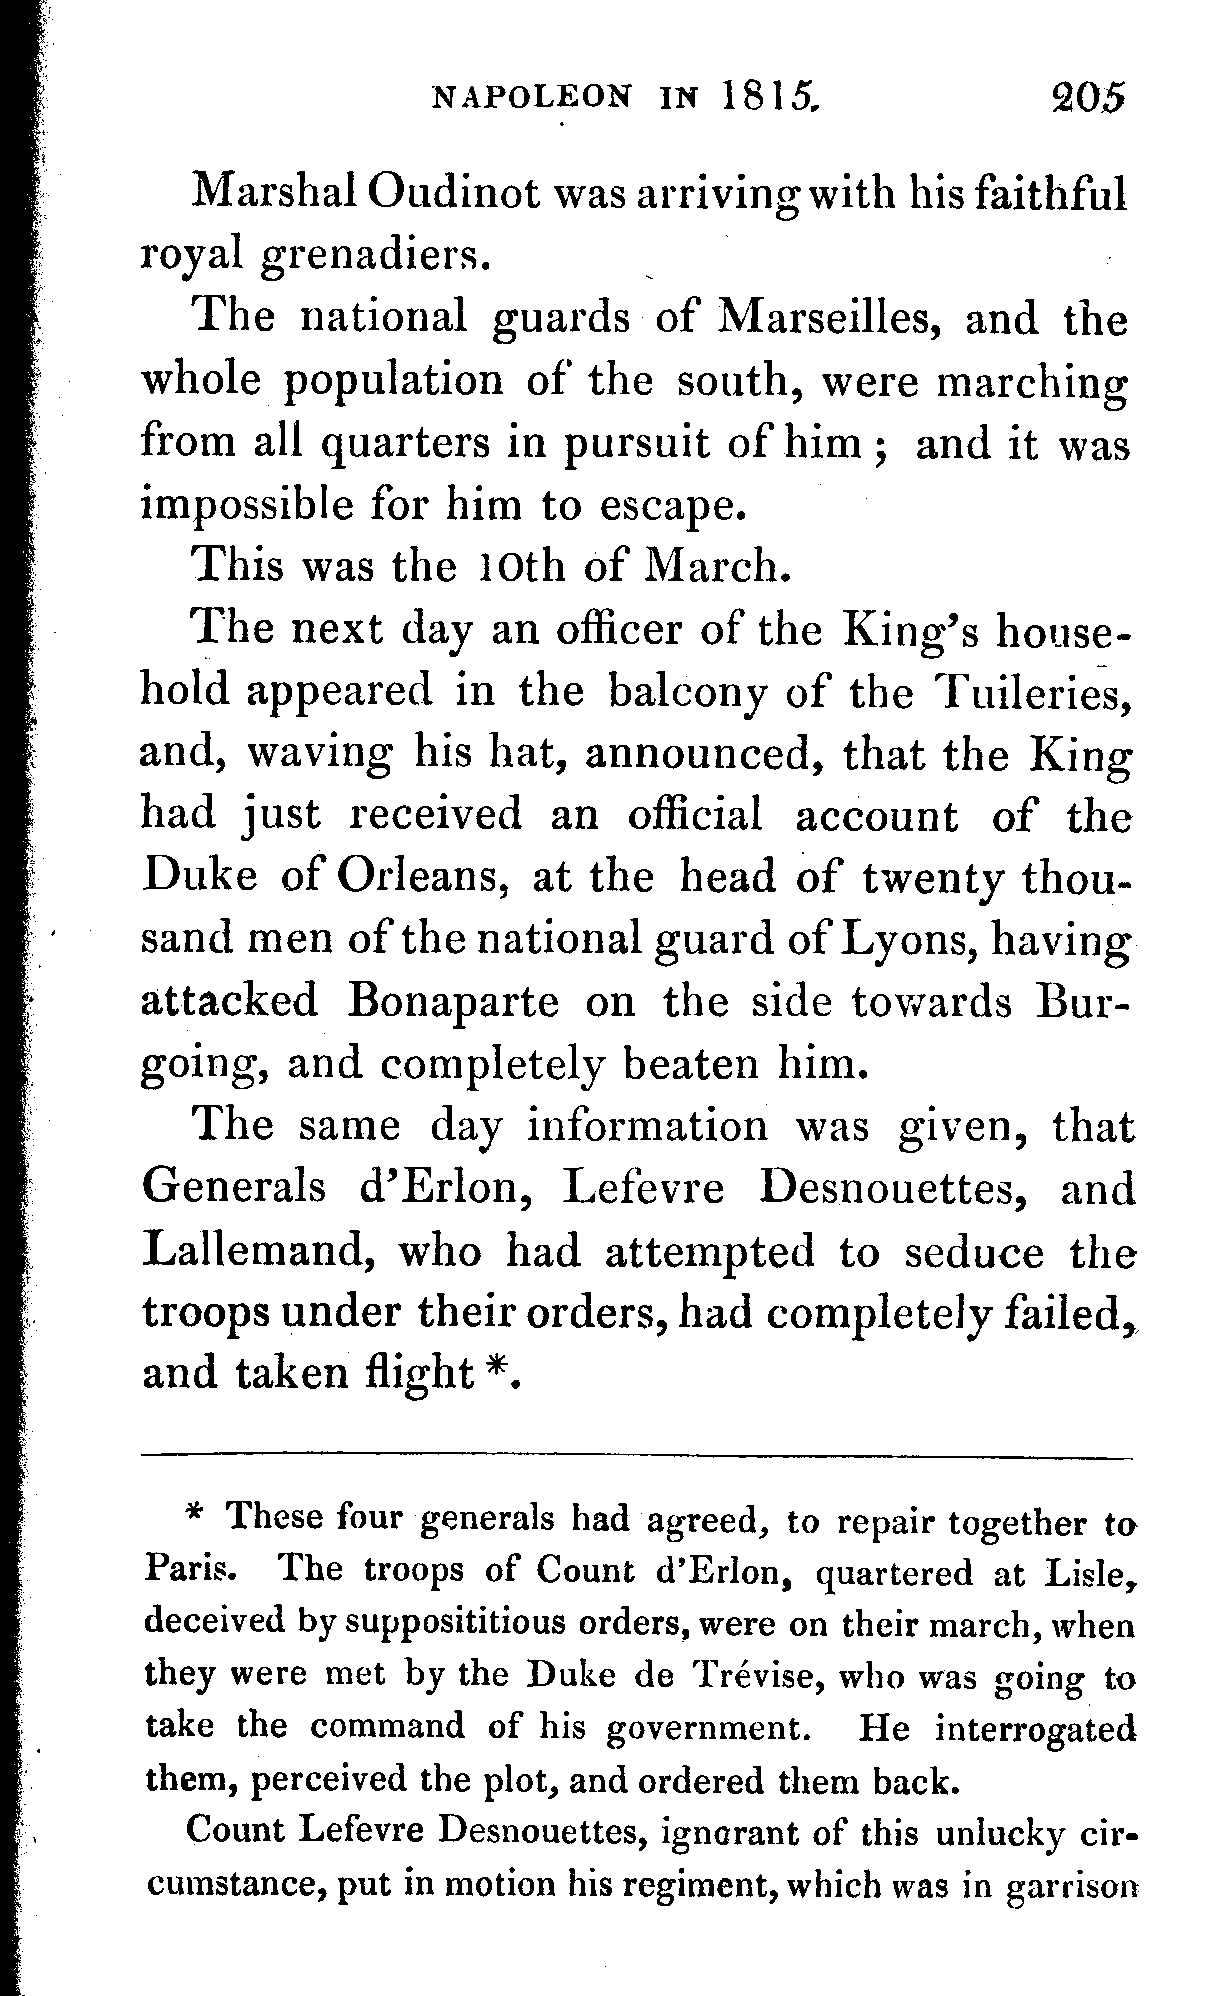 NAPOLEON IN 1815. 205
Marshal Oudinot was arriving with his faithful
royal grenadiers.
The national guards of Marseilles, and the
whole population of the south, were marching
from all quarters in pursuit of him ; and it was
impossible for him to escape.
This was the 10th of March.
The next day an officer of the King's house-
hold appeared in the balcony of the Tuileries,
and, waving his hat, announced, that the King
had just received an official account of the
Duke of Orleans, at the head of twenty thou-
sand men of the national guard of Lyons, having
attacked Bonaparte on the side towards Bur-
going, and completely beaten him.
The same day information was given, that
Generals d'Erlon, Lefevre Desnouettes, and
Lallemand, who had attempted to seduce the
troops under their orders, had completely failed,
and taken flight *.
* These four generals had agreed, to repair together to
Paris. The troops of Count d'Erlon, quartered at Lisle,
deceived by supposititious orders, were on their march, when
they were met by the Duke de Trévise, who was going to
take the command of his government. He interrogated
them, perceived the plot, and ordered them back.
Count Lefevre Desnouettes, ignorant of this unlucky cir-
cumstance, put in motion his regiment, which was in garrison